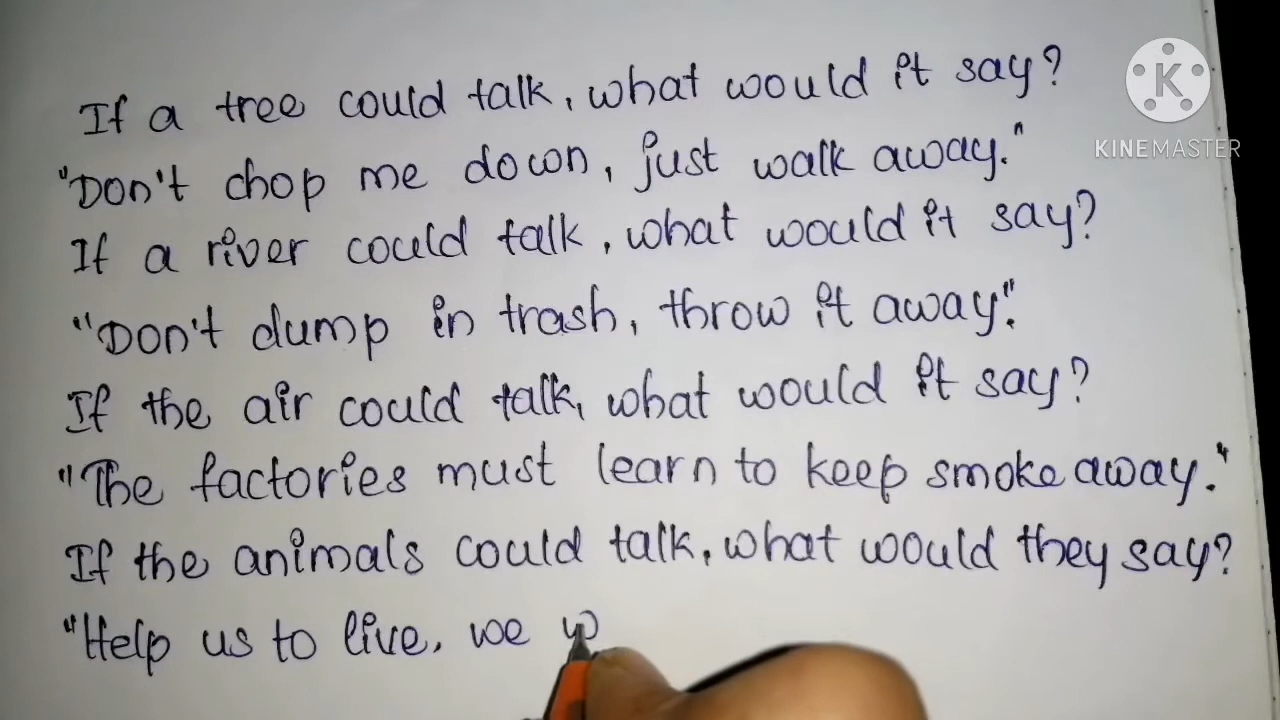 If a tree could talk, what would it say?
"Don't chop me down, just walk away."
If a river could talk, what would it say?
"Don't dump in trash, throw it away."
If the air could talk, what would it say?
"The factories must learn to keep smoke away."
If the animals could talk, what would they say?
"Help us to live, we w
K
KINEMASTER